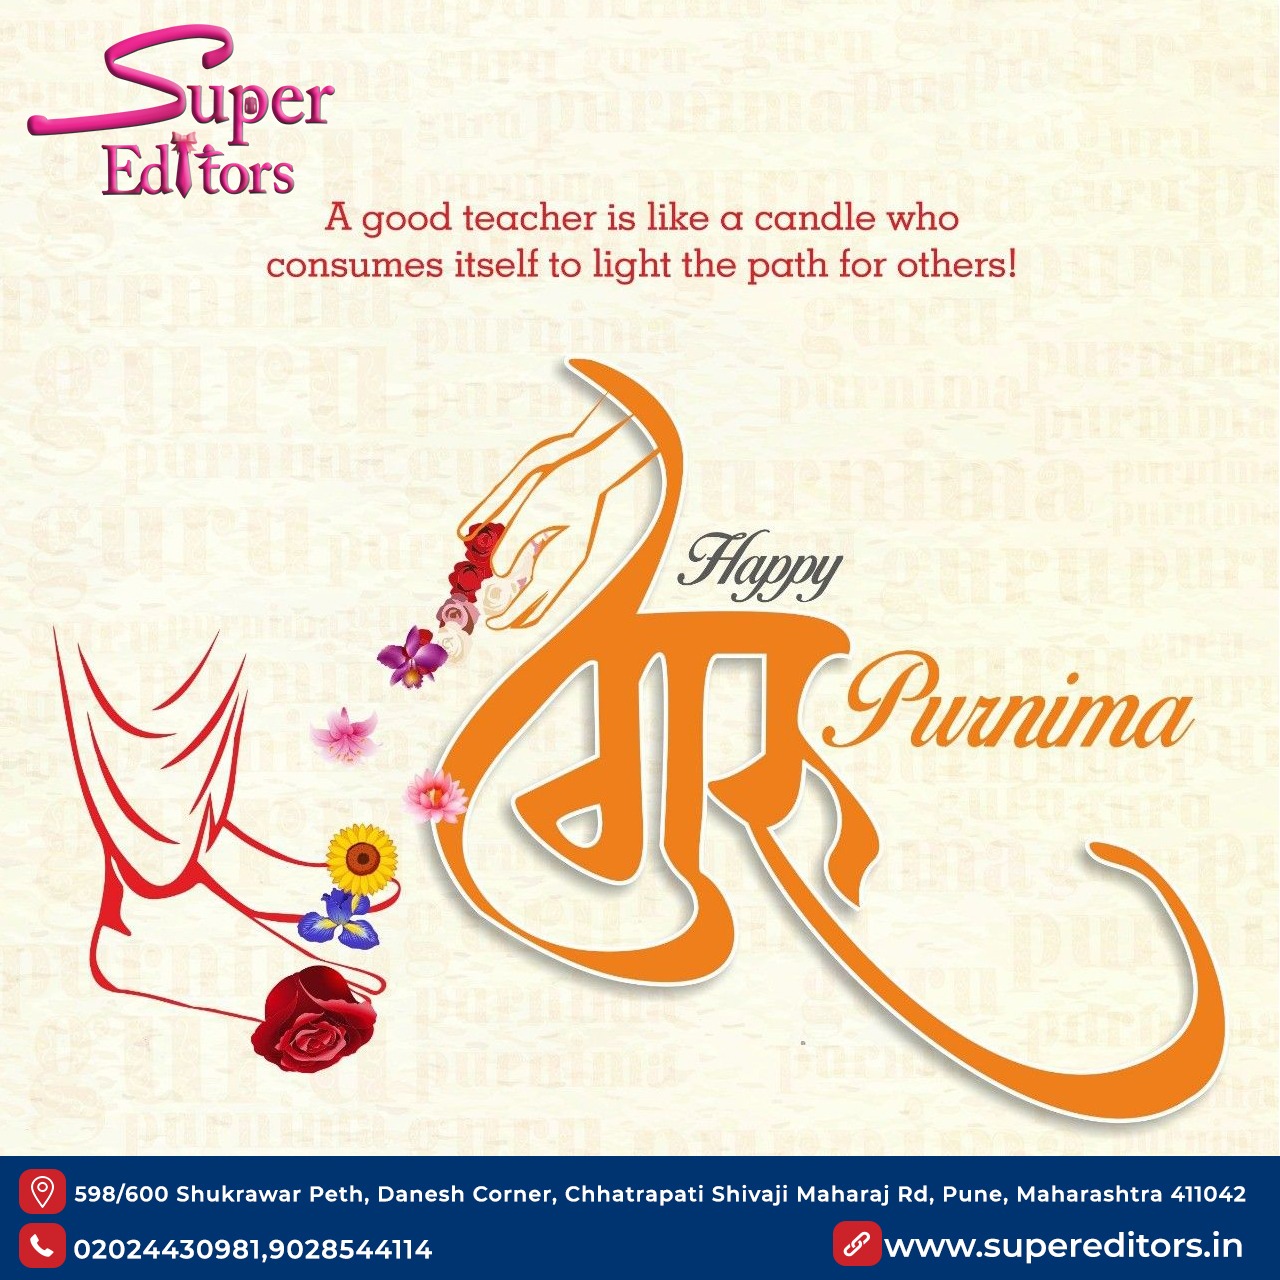 Super
Editors
A good teacher is like a candle who
consumes itself to light the path for others!
Happy
गुरू
Purnima
598/600 Shukrawar Peth, Danesh Corner, Chhatrapati Shivaji Maharaj Rd, Pune, Maharashtra 411042
02024430981,9028544114
www.supereditors.in